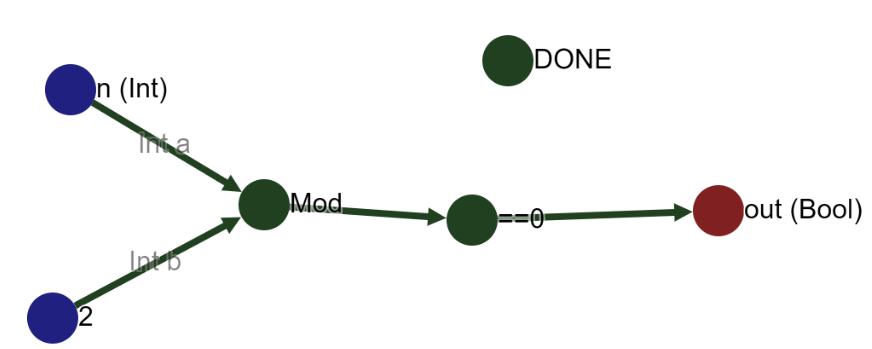 DONE
n (Int)
Int a
Mod
==0
out (Bool)
Int b
2